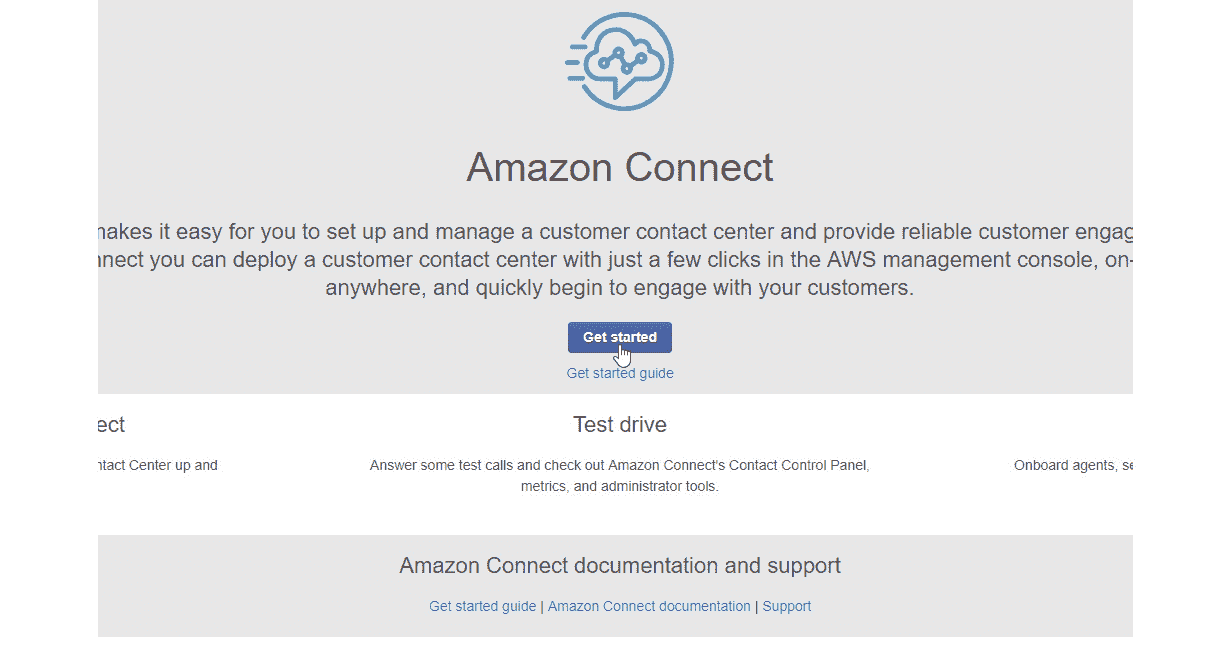 Amazon Connect
makes it easy for you to set up and manage a customer contact center and provide reliable customer engag
nnect you can deploy a customer contact center with just a few clicks in the AWS management console, on-
anywhere, and quickly begin to engage with your customers.
Get started
Get started guide
ect
Test drive
ntact Center up and
Answer some test calls and check out Amazon Connect's Contact Control Panel,
Onboard agents, se
metrics, and administrator tools.
Amazon Connect documentation and support
Get started guide | Amazon Connect documentation | Support